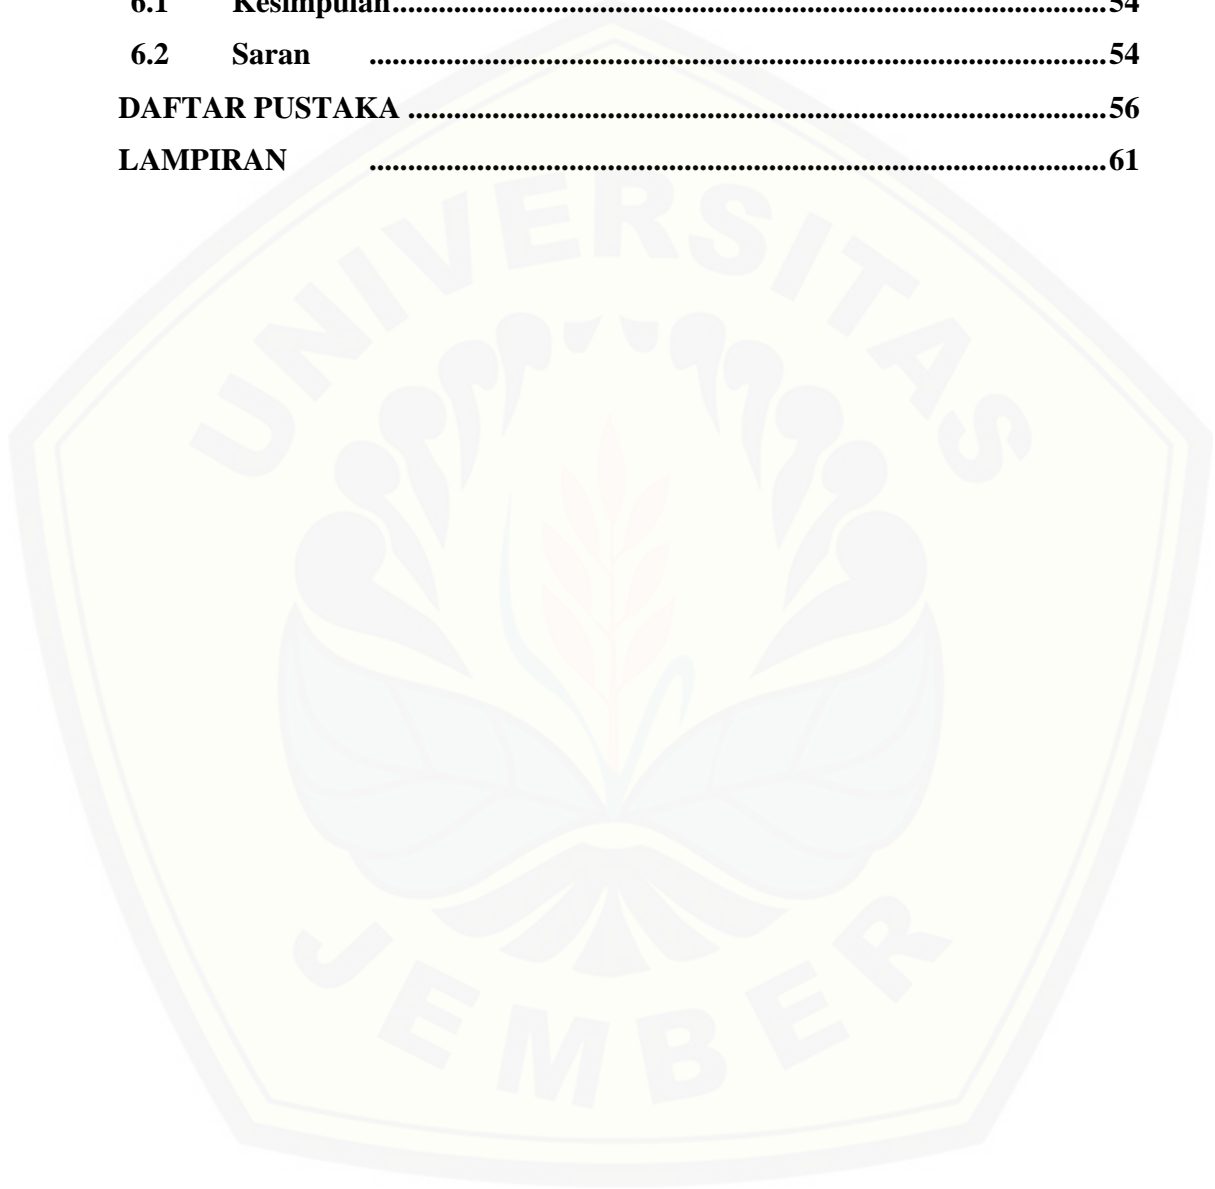 6.1 Kesimpulan........................................................................................54
6.2 Saran ........................................................................................54
DAFTAR PUSTAKA ........................................................................................56
LAMPIRAN ........................................................................................61
UNIVERSITAS
JEMBER